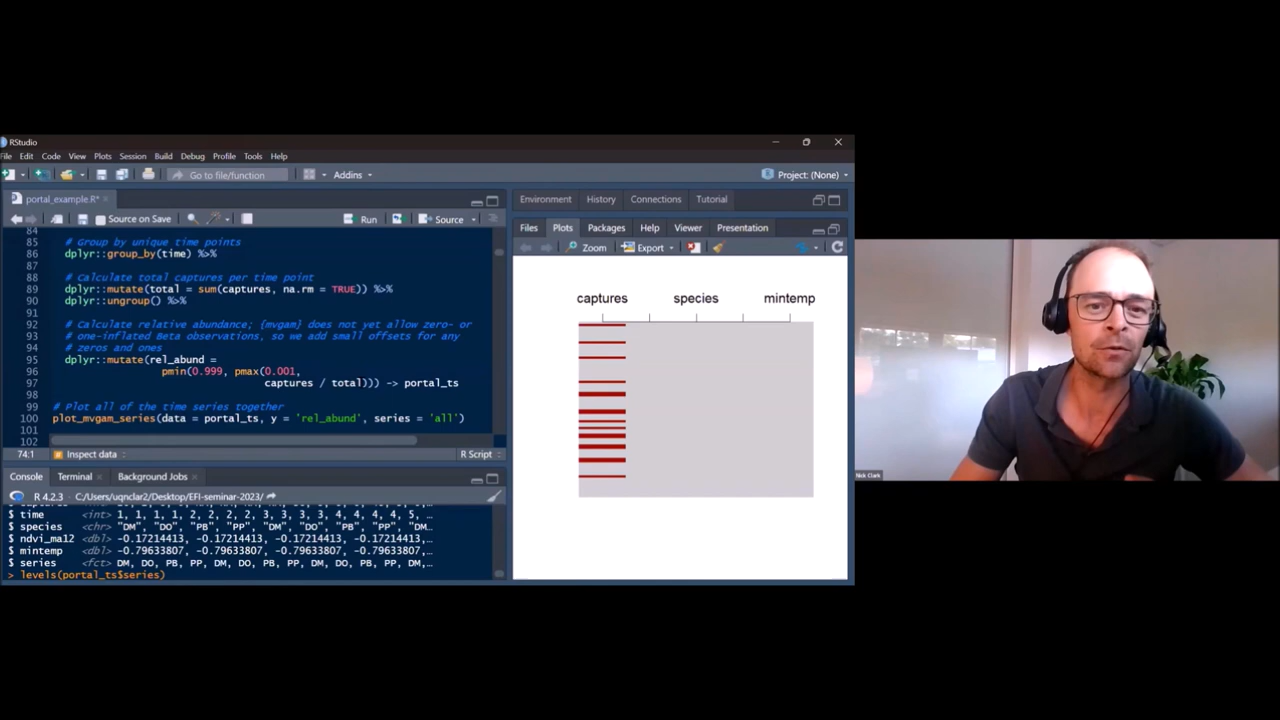 RStudio
File Edit Code View Plots Session Build Debug Profile Tools Help
Go to file/function Addins Project: (None)
portal_example.R*
Source on Save Run Source
84
85 # Group by unique time points
86 dplyr::group_by(time) %>%
87
88 # Calculate total captures per time point
89 dplyr::mutate(total = sum(captures, na.rm = TRUE)) %>%
90 dplyr::ungroup() %>%
91
92 # Calculate relative abundance; {mvgam} does not yet allow zero- or
93 # one-inflated Beta observations, so we add small offsets for any
94 # zeros and ones
95 dplyr::mutate(rel_abund =
96 pmin(0.999, pmax(0.001,
97 captures / total))) -> portal_ts
98
99 # Plot all of the time series together
100 plot_mvgam_series(data = portal_ts, y = 'rel_abund', series = 'all')
101
102
74:1 Inspect data R Script
Console Terminal Background Jobs
R 4.2.3 · C:/Users/uqnclar2/Desktop/EFI-seminar-2023/
$ time <int> 1, 1, 1, 1, 2, 2, 2, 2, 3, 3, 3, 3, 4, 4, 4, 4, 5, …
$ species <chr> "DM", "DO", "PB", "PP", "DM", "DO", "PB", "PP", "DM…
$ ndvi_ma12 <dbl> -0.17214413, -0.17214413, -0.17214413, -0.17214413,…
$ mintemp <dbl> -0.79633807, -0.79633807, -0.79633807, -0.79633807,…
$ series <fct> DM, DO, PB, PP, DM, DO, PB, PP, DM, DO, PB, PP, DM,…
> levels(portal_ts$series)
Environment History Connections Tutorial
Files Plots Packages Help Viewer Presentation
Zoom Export
captures species mintemp
Nick Clark